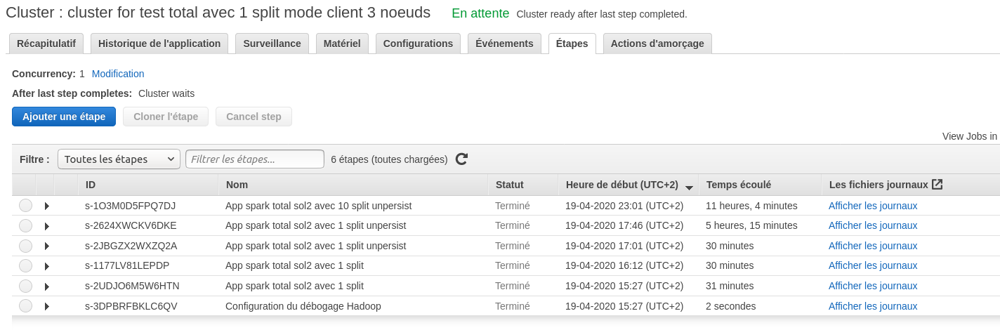 Cluster : cluster for test total avec 1 split mode client 3 noeuds En attente Cluster ready after last step completed.
Récapitulatif Historique de l'application Surveillance Matériel Configurations Événements Étapes Actions d'amorçage
Concurrency: 1 Modification
After last step completes: Cluster waits
Ajouter une étape Cloner l'étape Cancel step
View Jobs in
Filtre : Toutes les étapes Filtrer les étapes... 6 étapes (toutes chargées)
ID Nom Statut Heure de début (UTC+2) Temps écoulé Les fichiers journaux
s-1O3M0D5FPQ7DJ App spark total sol2 avec 10 split unpersist Terminé 19-04-2020 23:01 (UTC+2) 11 heures, 4 minutes Afficher les journaux
s-2624XWCKV6DKE App spark total sol2 avec 1 split unpersist Terminé 19-04-2020 17:46 (UTC+2) 5 heures, 15 minutes Afficher les journaux
s-2JBGZX2WXZQ2A App spark total sol2 avec 1 split unpersist Terminé 19-04-2020 17:01 (UTC+2) 30 minutes Afficher les journaux
s-1177LV81LEPDP App spark total sol2 avec 1 split Terminé 19-04-2020 16:12 (UTC+2) 30 minutes Afficher les journaux
s-2UDJO6M5W6HTN App spark total sol2 avec 1 split Terminé 19-04-2020 15:27 (UTC+2) 31 minutes Afficher les journaux
s-3DPBRFBKLC6QV Configuration du débogage Hadoop Terminé 19-04-2020 15:27 (UTC+2) 2 secondes Afficher les journaux